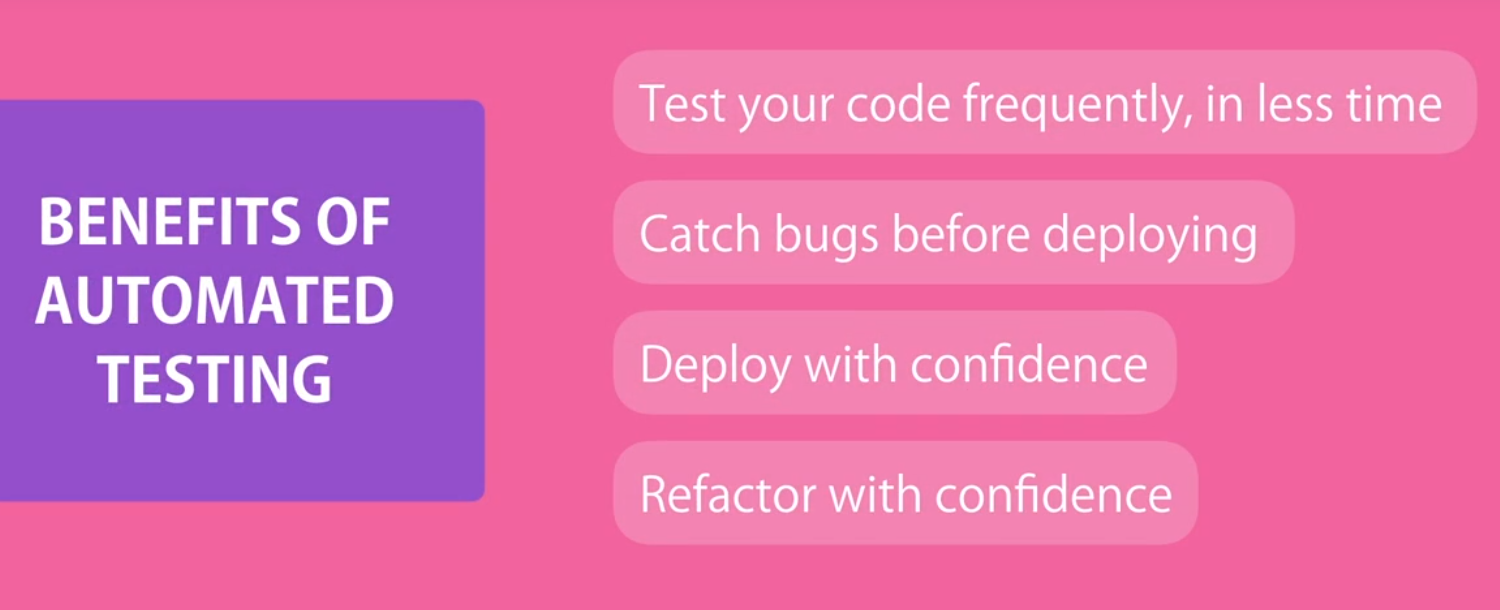 BENEFITS OF
AUTOMATED
TESTING
Test your code frequently, in less time
Catch bugs before deploying
Deploy with confidence
Refactor with confidence